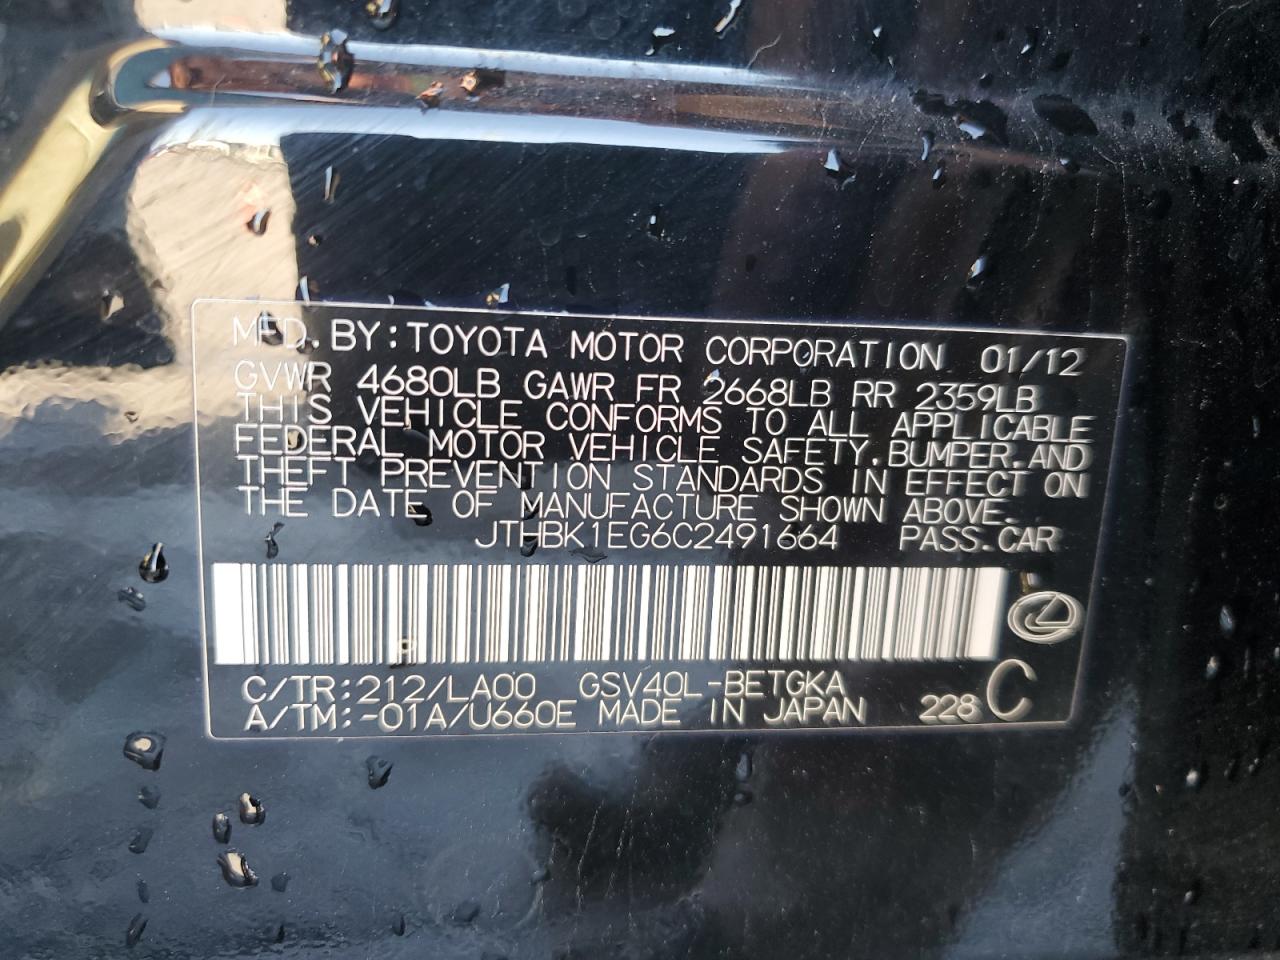 MFD. BY: TOYOTA MOTOR CORPORATION 01/12
GVWR 4680LB GAWR FR 2668LB RR 2359LB
THIS VEHICLE CONFORMS TO ALL APPLICABLE
FEDERAL MOTOR VEHICLE SAFETY, BUMPER, AND
THEFT PREVENTION STANDARDS IN EFFECT ON
THE DATE OF MANUFACTURE SHOWN ABOVE.
JTHBK1EG6C2491664 PASS. CAR
C/TR: 212/LA00 GSV40L-BETGKA
A/TM: -01A/U660E MADE IN JAPAN 228 C